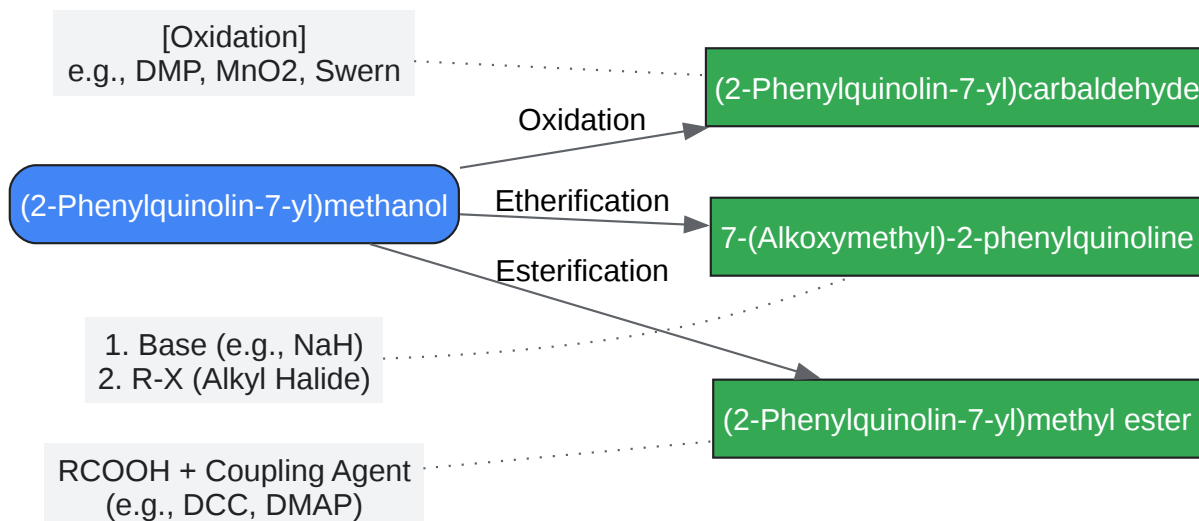 [Oxidation]
e.g., DMP, MnO2, Swern
(2-Phenylquinolin-7-yl)carbaldehyde
Oxidation
(2-Phenylquinolin-7-yl)methanol
Etherification
7-(Alkoxymethyl)-2-phenylquinoline
Esterification
1. Base (e.g., NaH)
2. R-X (Alkyl Halide)
(2-Phenylquinolin-7-yl)methyl ester
RCOOH + Coupling Agent
(e.g., DCC, DMAP)